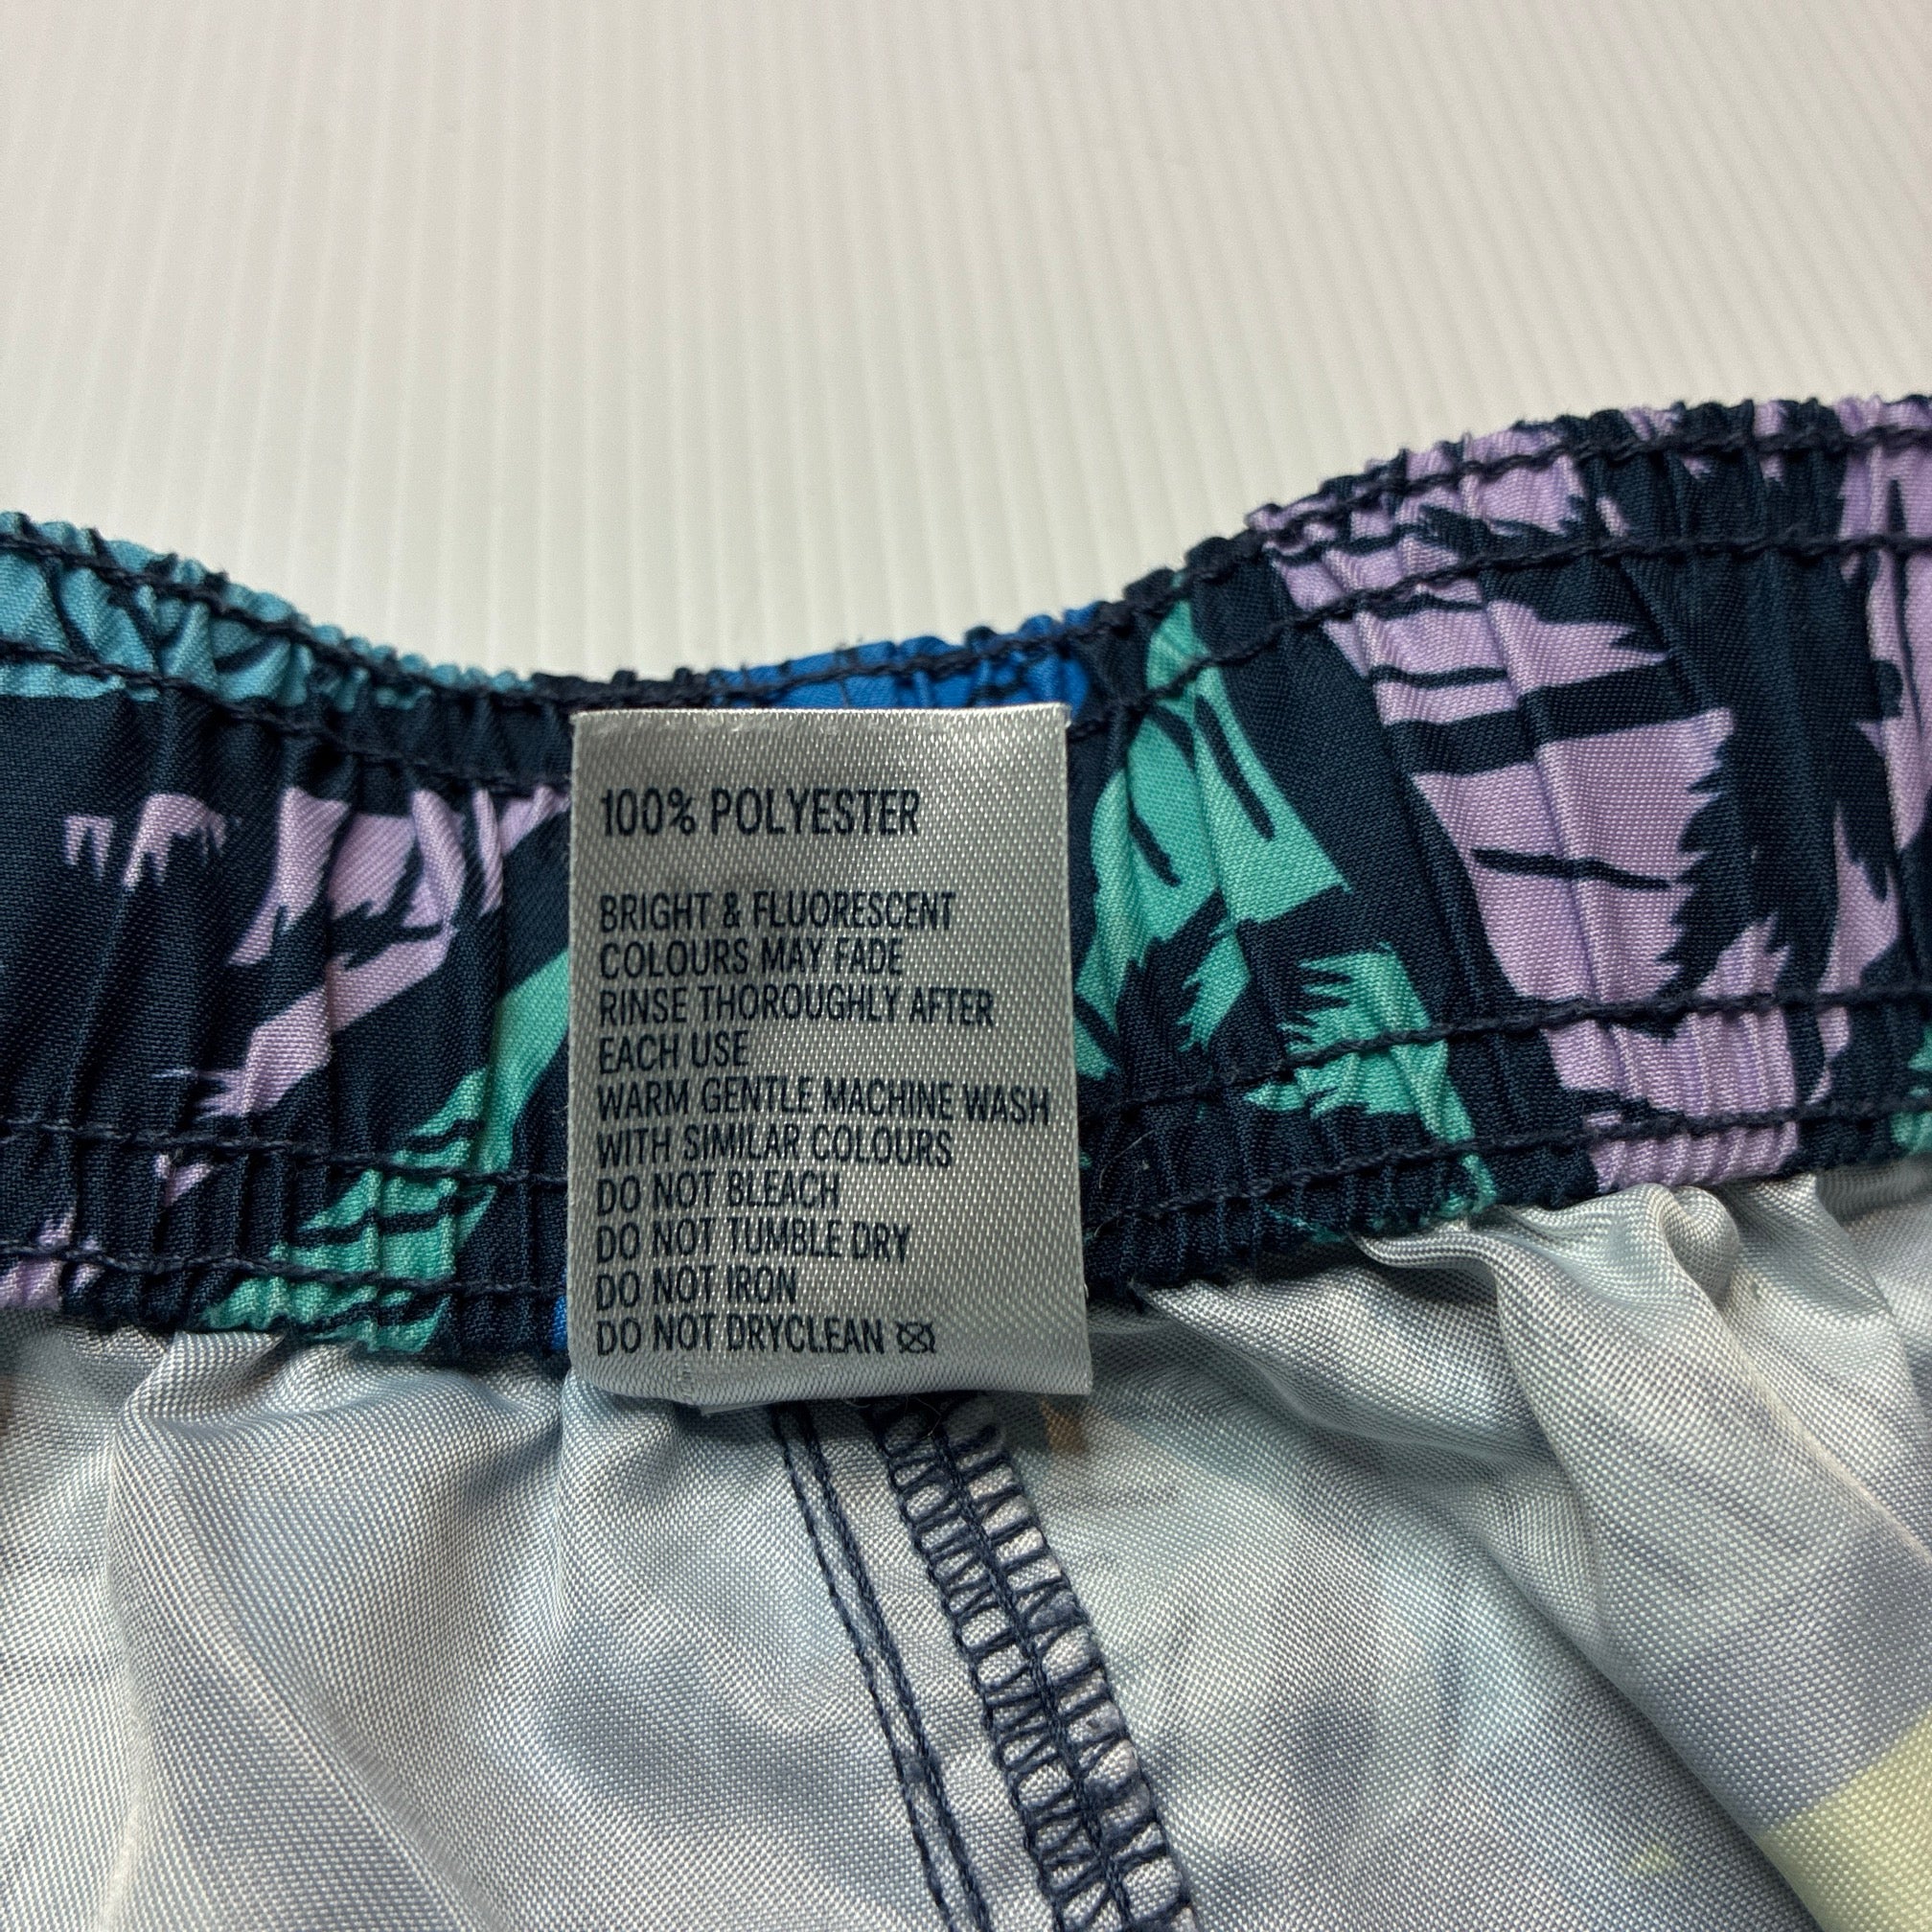 100% POLYESTER
BRIGHT & FLUORESCENT
COLOURS MAY FADE
RINSE THOROUGHLY AFTER
EACH USE
WARM GENTLE MACHINE WASH
WITH SIMILAR COLOURS
DO NOT BLEACH
DO NOT TUMBLE DRY
DO NOT IRON
DO NOT DRYCLEAN